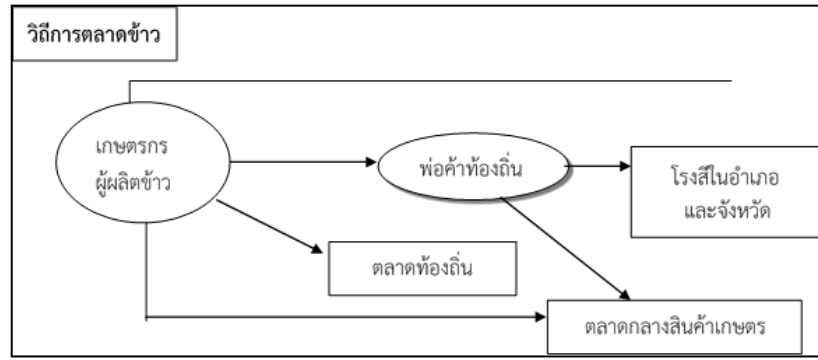 วิถีการตลาดข้าว
เกษตรกร
ผู้ผลิตข้าว
พ่อค้าท้องถิ่น
โรงสีในอำเภอ
และจังหวัด
ตลาดท้องถิ่น
ตลาดกลางสินค้าเกษตร